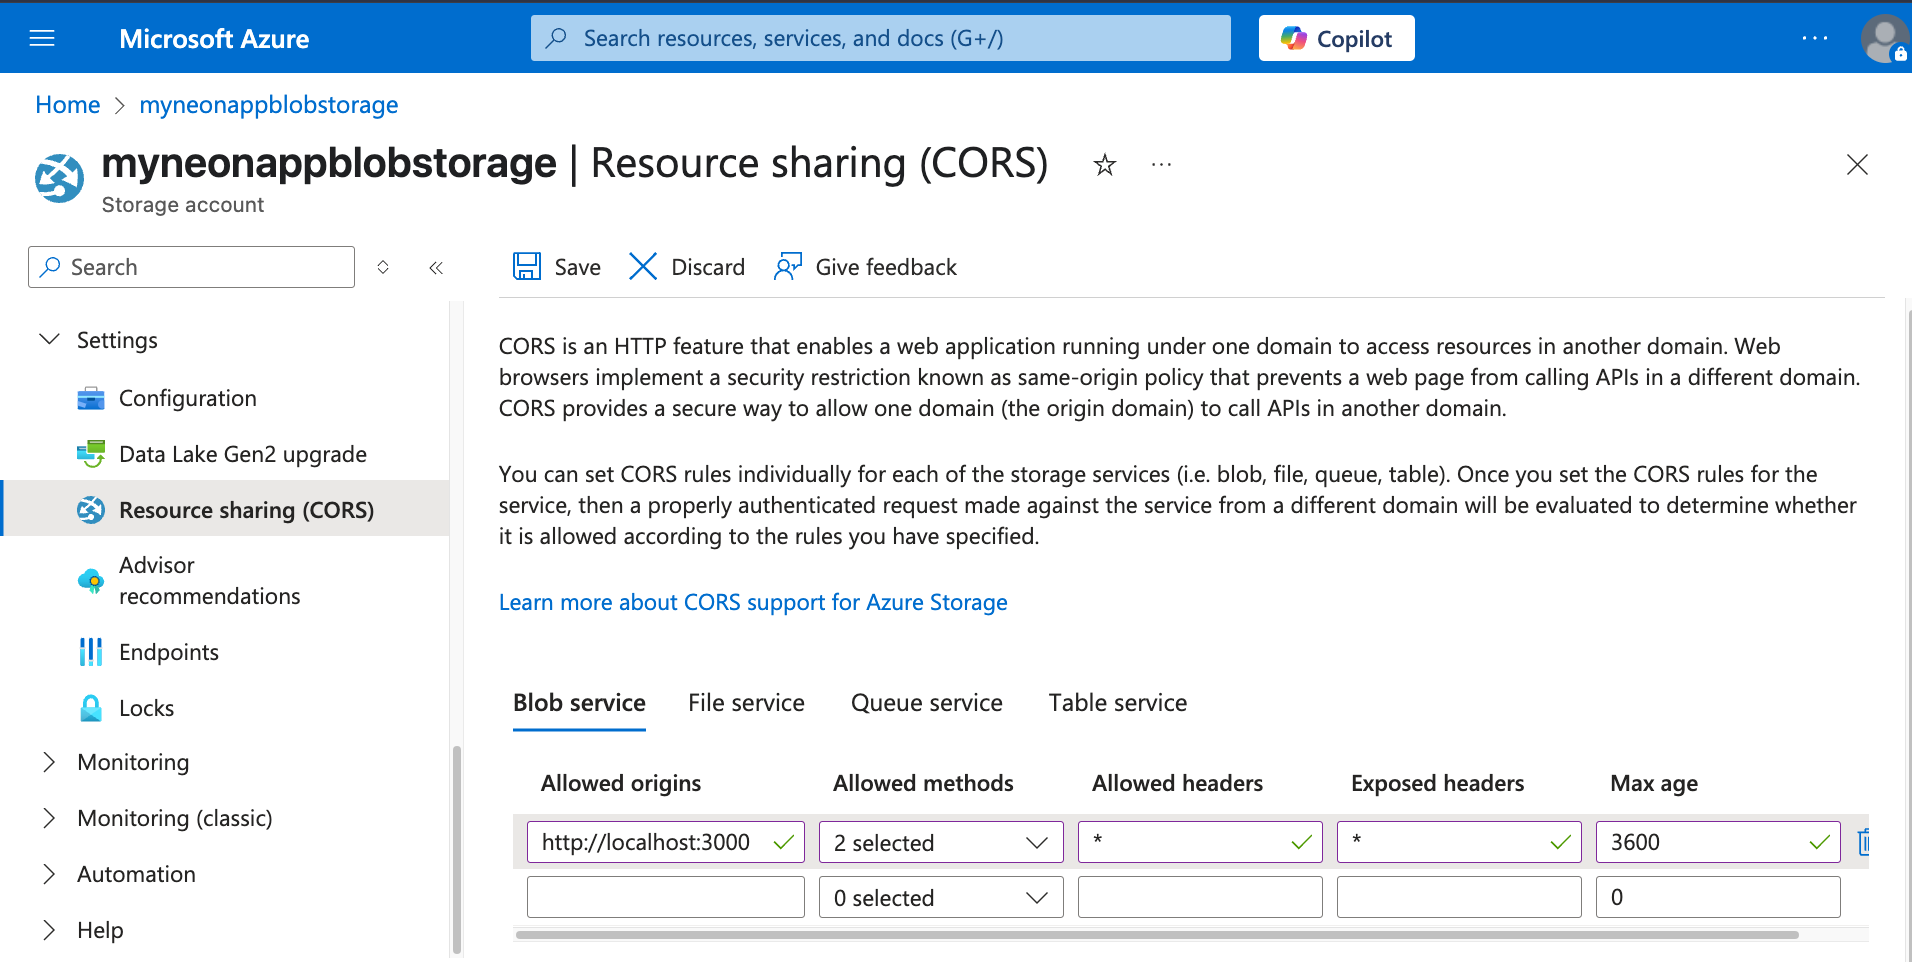 Microsoft Azure
Search resources, services, and docs (G+/)
Copilot
Home > myneonappblobstorage
myneonappblobstorage | Resource sharing (CORS)
Storage account
Search
Save
Discard
Give feedback
Settings
Configuration
Data Lake Gen2 upgrade
Resource sharing (CORS)
Advisor
recommendations
Endpoints
Locks
Monitoring
Monitoring (classic)
Automation
Help
CORS is an HTTP feature that enables a web application running under one domain to access resources in another domain. Web
browsers implement a security restriction known as same-origin policy that prevents a web page from calling APIs in a different domain.
CORS provides a secure way to allow one domain (the origin domain) to call APIs in another domain.
You can set CORS rules individually for each of the storage services (i.e. blob, file, queue, table). Once you set the CORS rules for the
service, then a properly authenticated request made against the service from a different domain will be evaluated to determine whether
it is allowed according to the rules you have specified.
Learn more about CORS support for Azure Storage
Blob service File service Queue service Table service
Allowed origins Allowed methods Allowed headers Exposed headers Max age
http://localhost:3000 2 selected * * 3600
0 selected 0